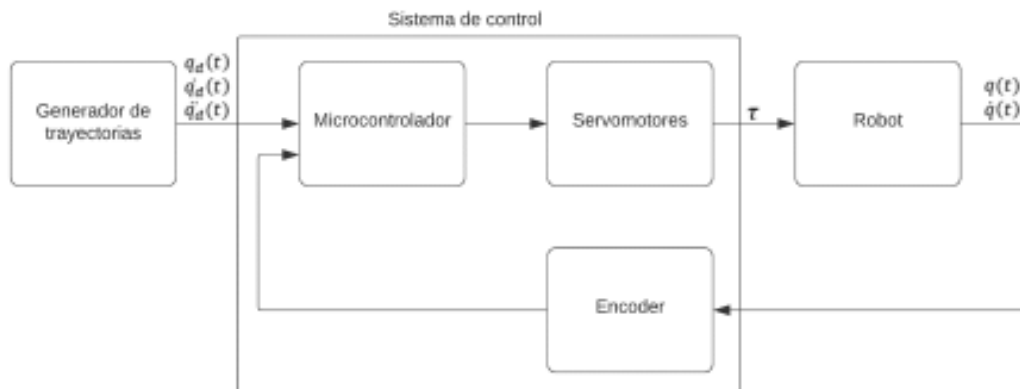 Sistema de control
q_d(t)
q̇_d(t)
q̈_d(t)
Generador de
trayectorias
Microcontrolador
Servomotores
τ
Robot
q(t)
q̇(t)
Encoder